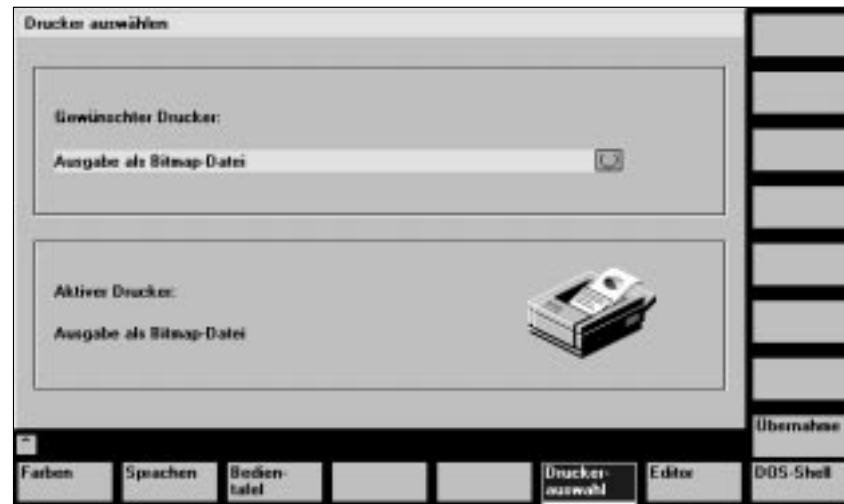 Drucker auswählen
Gewünschter Drucker:
Ausgabe als Bitmap-Datei
Aktiver Drucker:
Ausgabe als Bitmap-Datei
Übernahme
Farben
Sprachen
Bedien-
tafel
Drucker-
auswahl
Editor
DOS-Shell